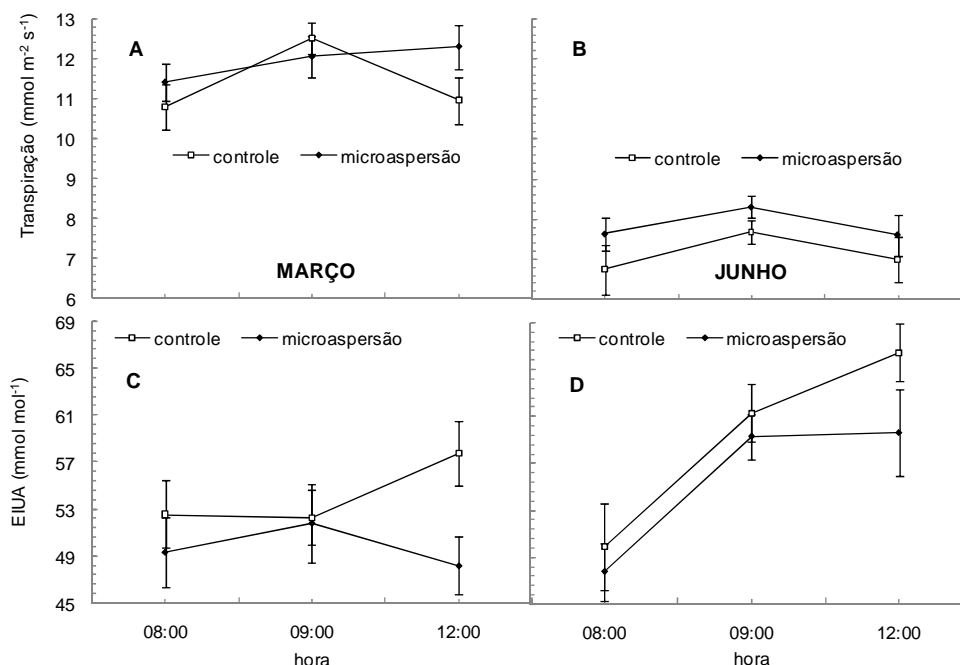 Transpiração (mmol m⁻² s⁻¹)
13
12
11
10
9
8
7
6
A
controle
microaspersão
MARÇO
B
controle
microaspersão
JUNHO
EIUA (mmol mol⁻¹)
69
65
61
57
53
49
45
controle
microaspersão
C
08:00
09:00
12:00
hora
controle
microaspersão
D
08:00
09:00
12:00
hora